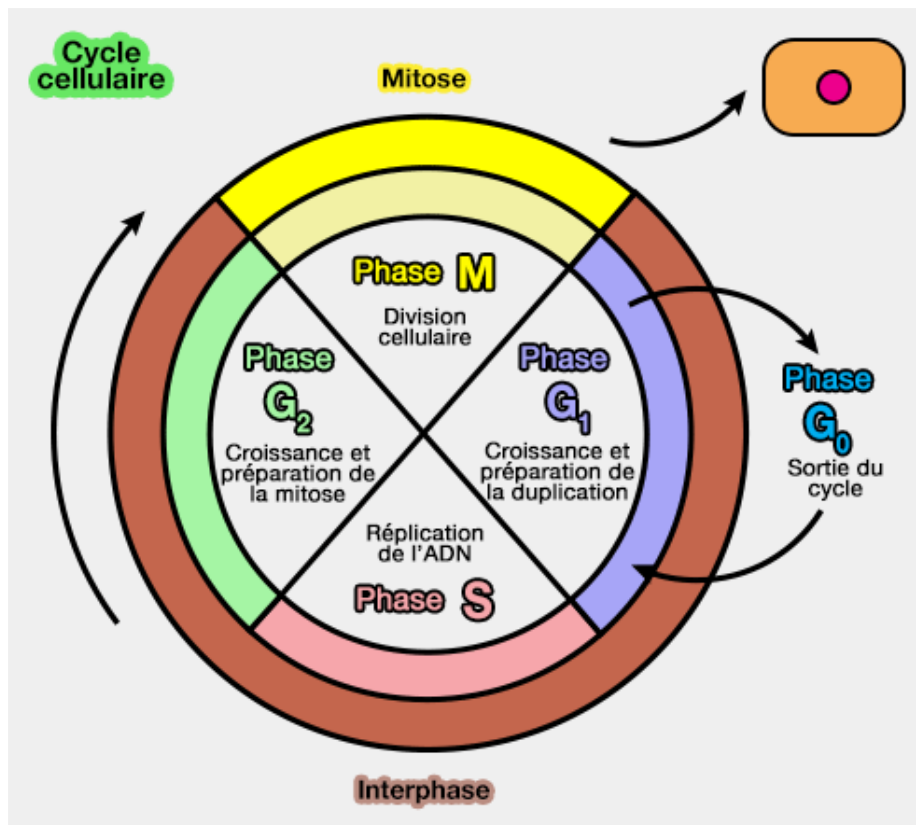 Cycle
cellulaire
Mitose
Phase M
Division
cellulaire
Phase
G2
Croissance et
préparation de
la mitose
Phase
G1
Croissance et
préparation de
la duplication
Phase
G0
Sortie du
cycle
Réplication
de l'ADN
Phase S
Interphase